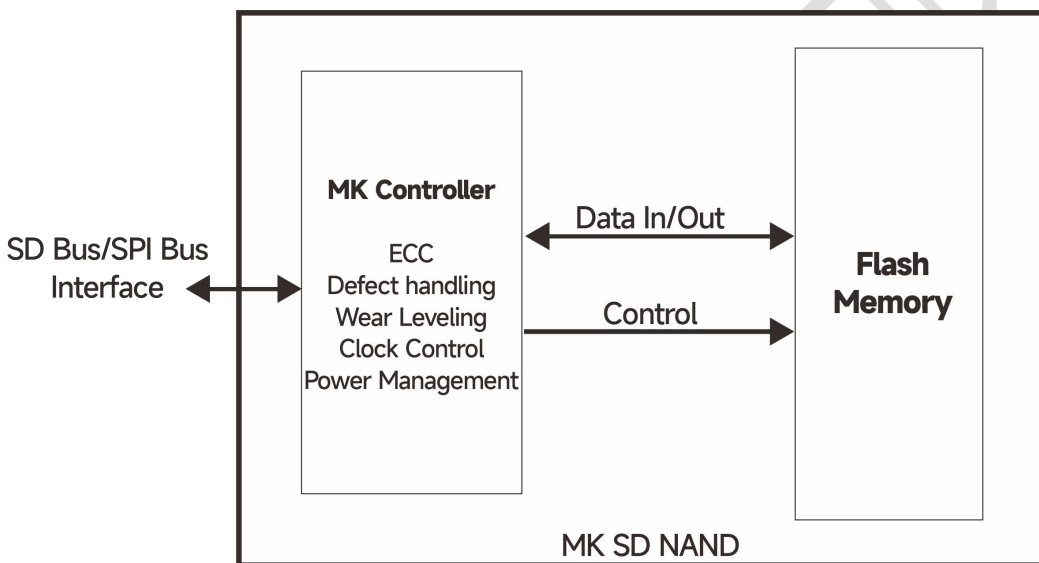 SD Bus/SPI Bus
Interface
MK Controller
ECC
Defect handling
Wear Leveling
Clock Control
Power Management
Data In/Out
Control
Flash
Memory
MK SD NAND